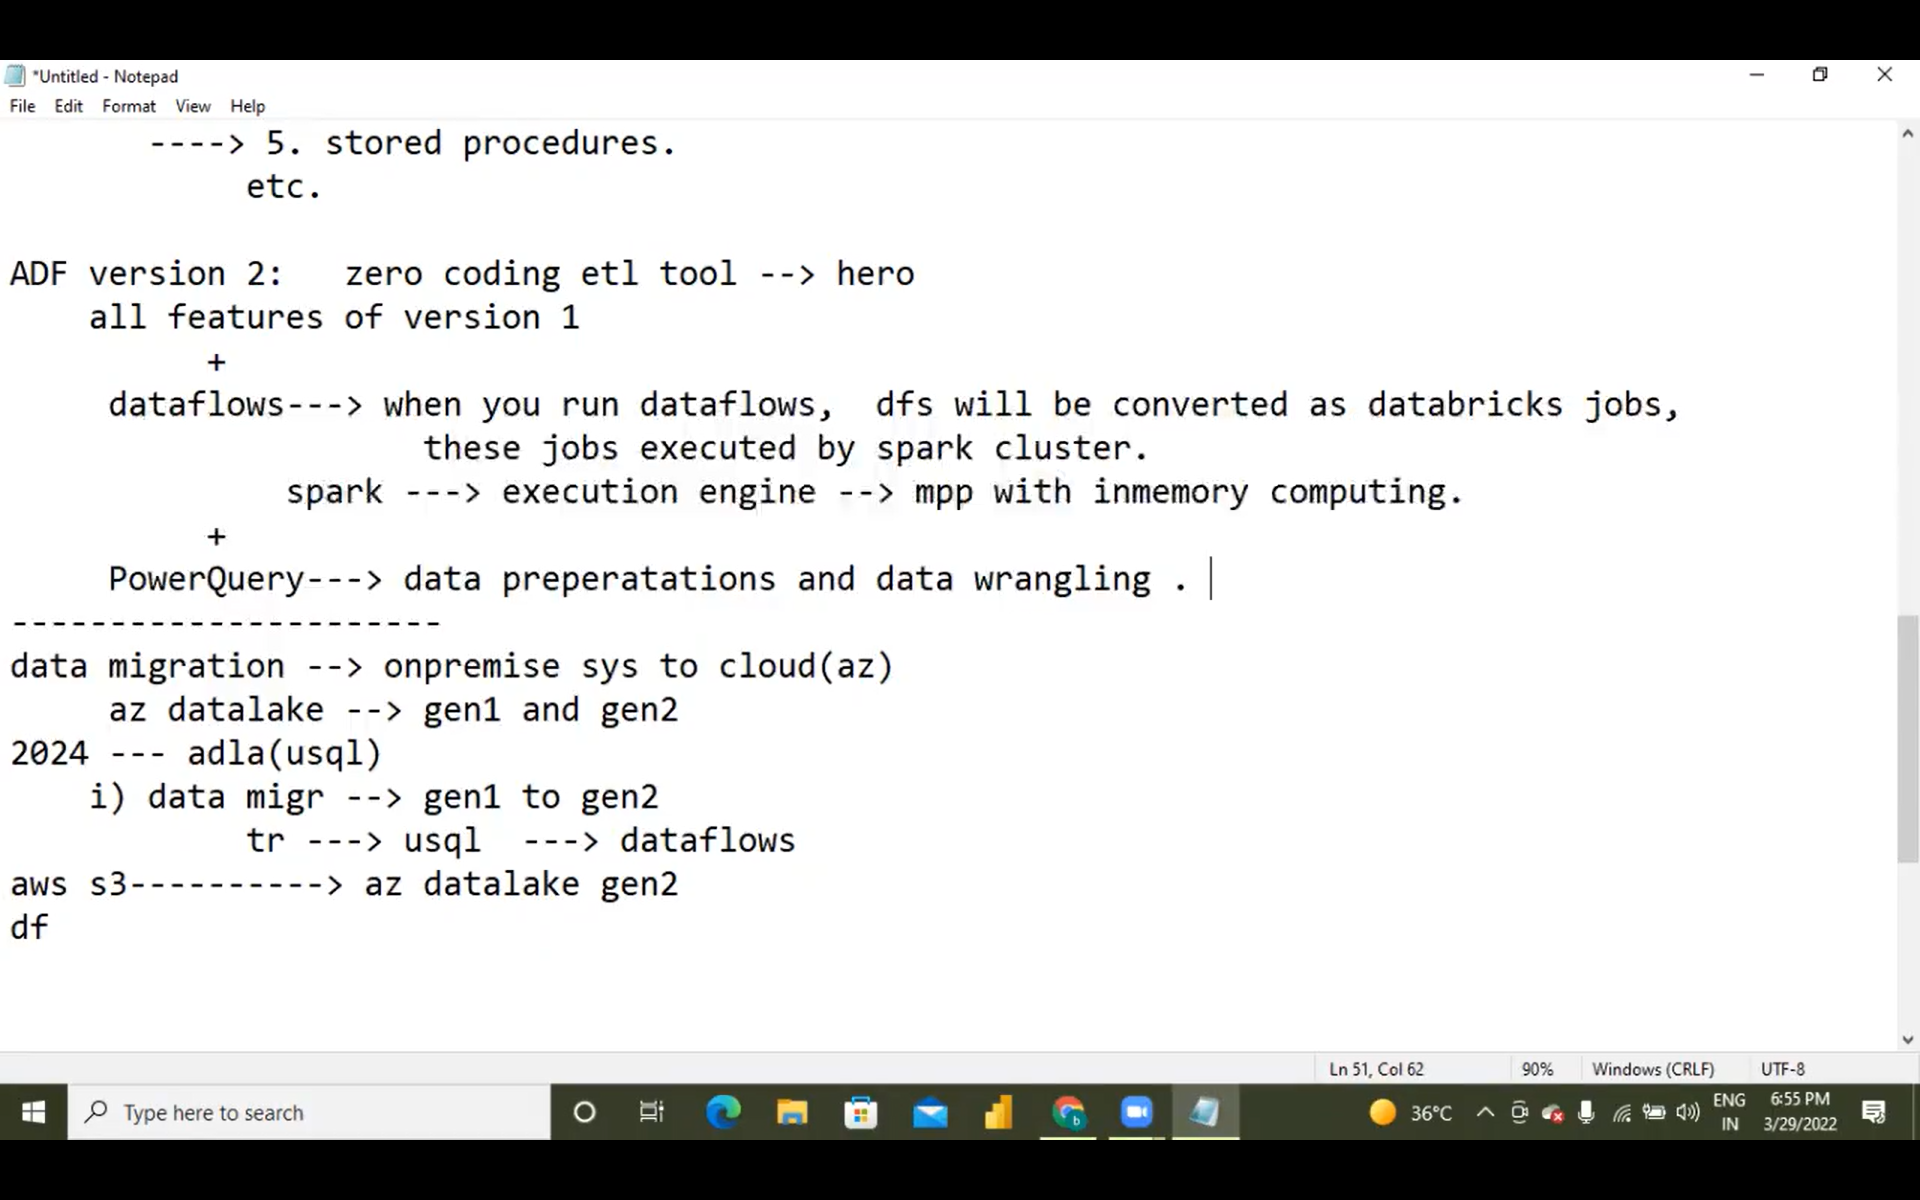 *Untitled - Notepad
File Edit Format View Help
----> 5. stored procedures.
etc.
ADF version 2: zero coding etl tool --> hero
all features of version 1
+
dataflows---> when you run dataflows, dfs will be converted as databricks jobs,
these jobs executed by spark cluster.
spark ---> execution engine --> mpp with inmemory computing.
+
PowerQuery---> data preperatations and data wrangling .
----------------------
data migration --> onpremise sys to cloud(az)
az datalake --> gen1 and gen2
2024 --- adla(usql)
i) data migr --> gen1 to gen2
tr ---> usql ---> dataflows
aws s3----------> az datalake gen2
df
Ln 51, Col 62 90% Windows (CRLF) UTF-8
Type here to search 36°C ENG 6:55 PM
IN 3/29/2022